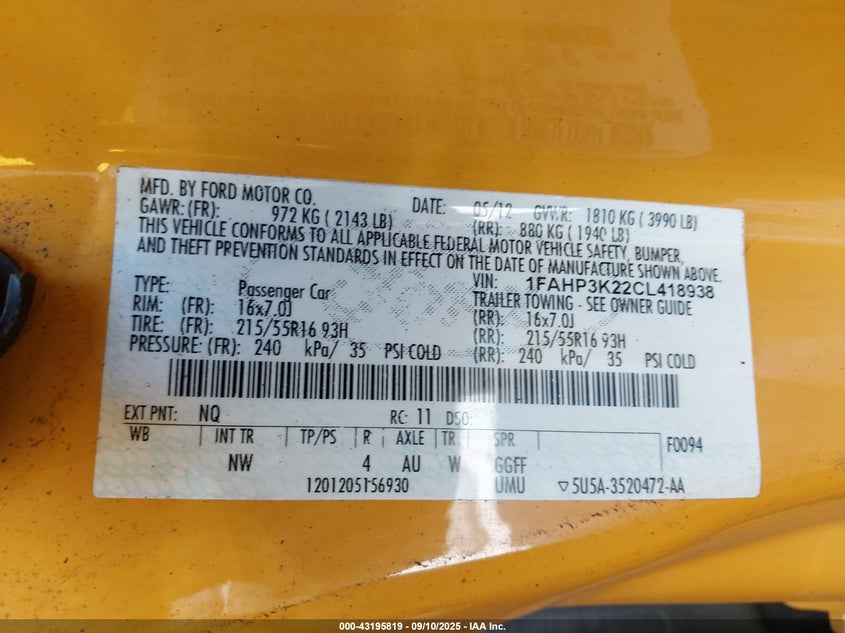 MFD. BY FORD MOTOR CO. DATE: 05/12 GVWR: 1810 KG ( 3990 LB)
GAWR: (FR): 972 KG ( 2143 LB) (RR): 880 KG ( 1940 LB)
THIS VEHICLE CONFORMS TO ALL APPLICABLE FEDERAL MOTOR VEHICLE SAFETY, BUMPER,
AND THEFT PREVENTION STANDARDS IN EFFECT ON THE DATE OF MANUFACTURE SHOWN ABOVE.
VIN: 1FAHP3K22CL418938
TYPE: Passenger Car TRAILER TOWING - SEE OWNER GUIDE
RIM: (FR): 16x7.0J (RR): 16x7.0J
TIRE: (FR): 215/55R16 93H (RR): 215/55R16 93H
PRESSURE: (FR): 240 kPa/ 35 PSI COLD (RR): 240 kPa/ 35 PSI COLD
EXT PNT: NQ RC: 11 DSO:
WB INT TR TP/PS R AXLE TR SPR F0094
NW 4 AU W GGFF
1201205156930 UMU ▽5U5A-3520472-AA
000-43195819 - 09/10/2025 - IAA Inc.